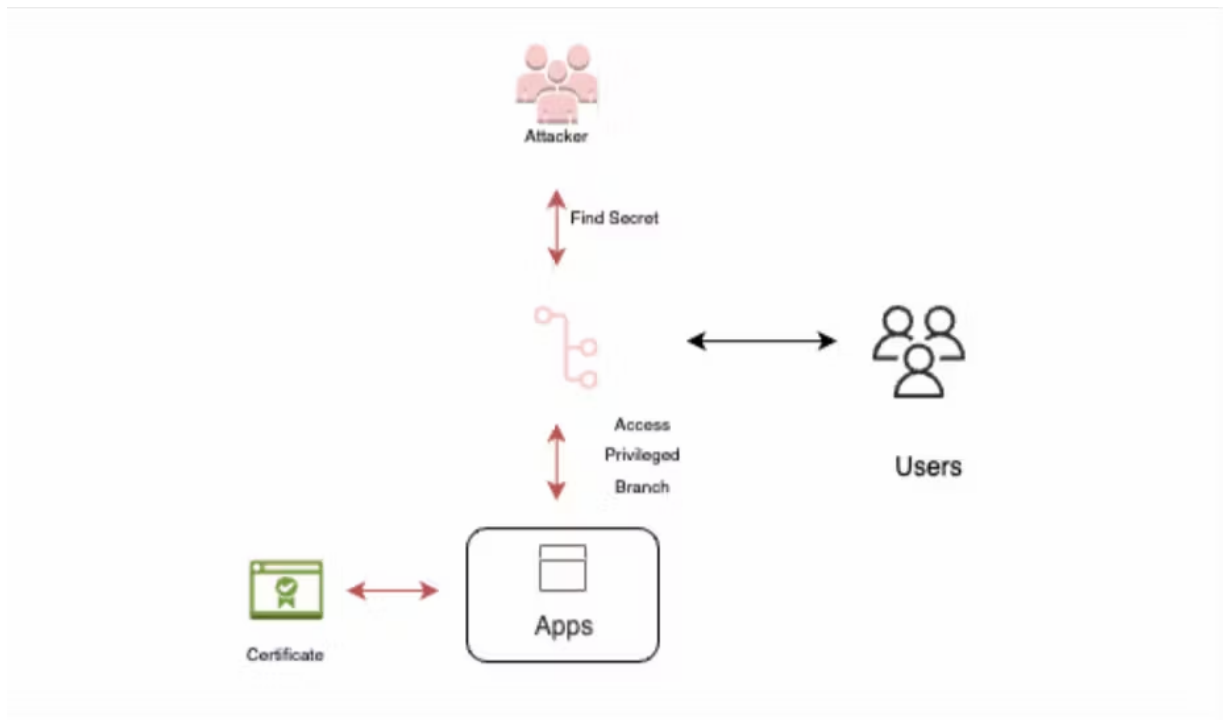 Attacker
Find Secret
Access
Privileged
Branch
Users
Apps
Certificate